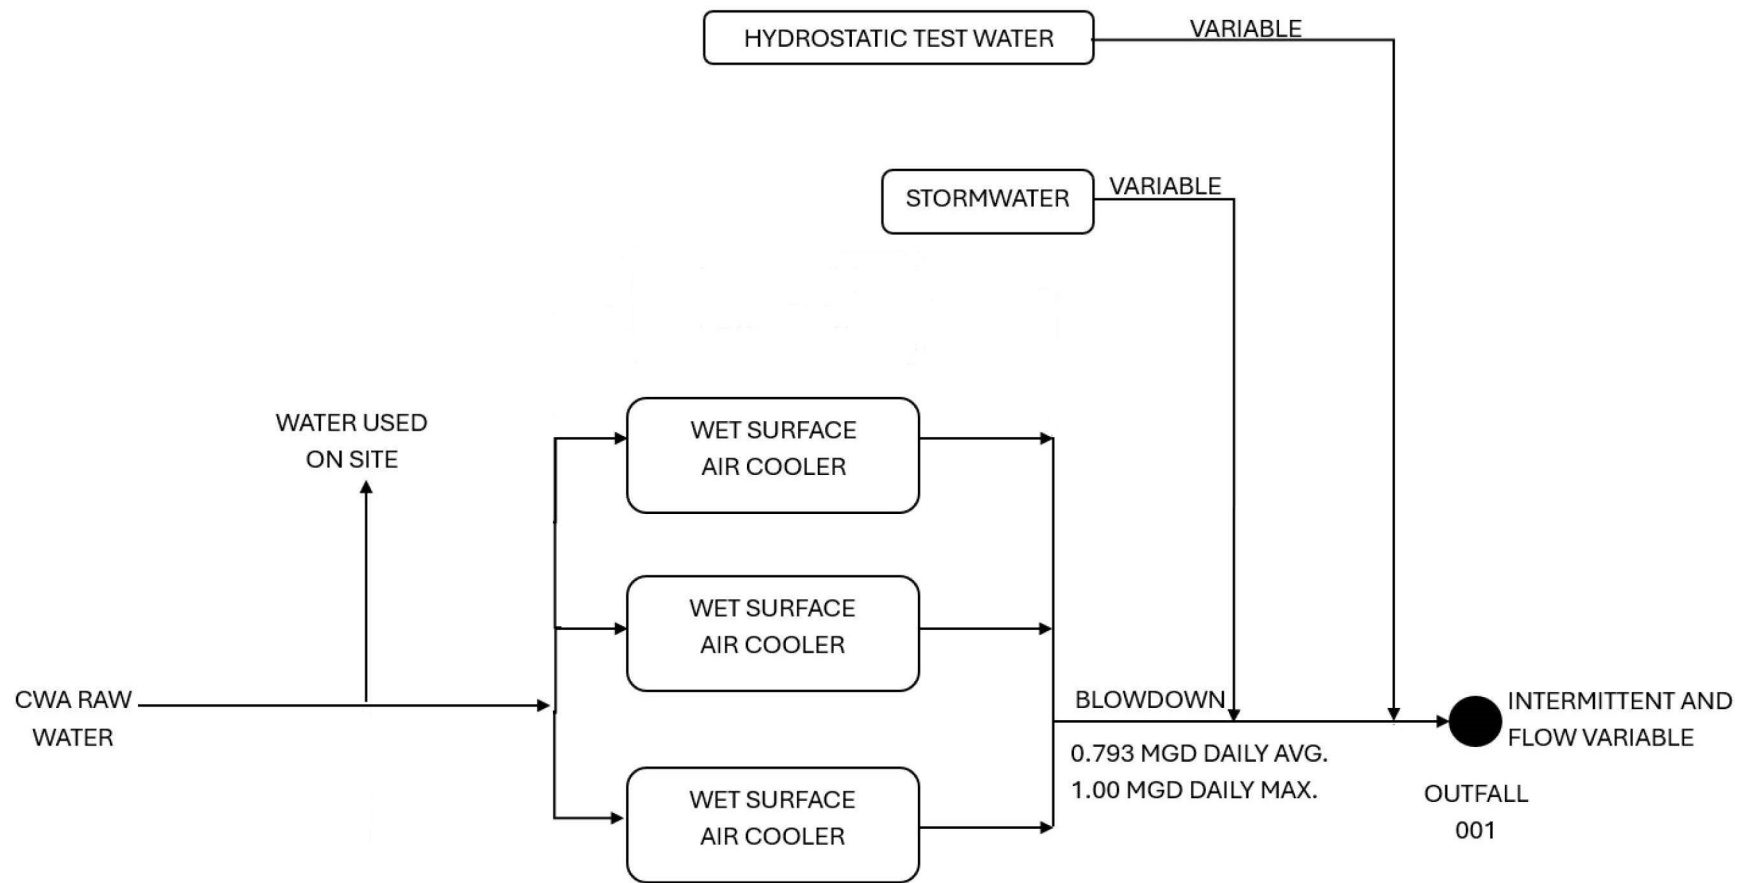 HYDROSTATIC TEST WATER
VARIABLE
STORMWATER
VARIABLE
WATER USED
ON SITE
WET SURFACE
AIR COOLER
WET SURFACE
AIR COOLER
CWA RAW
WATER
BLOWDOWN
0.793 MGD DAILY AVG.
1.00 MGD DAILY MAX.
INTERMITTENT AND
FLOW VARIABLE
OUTFALL
001
WET SURFACE
AIR COOLER